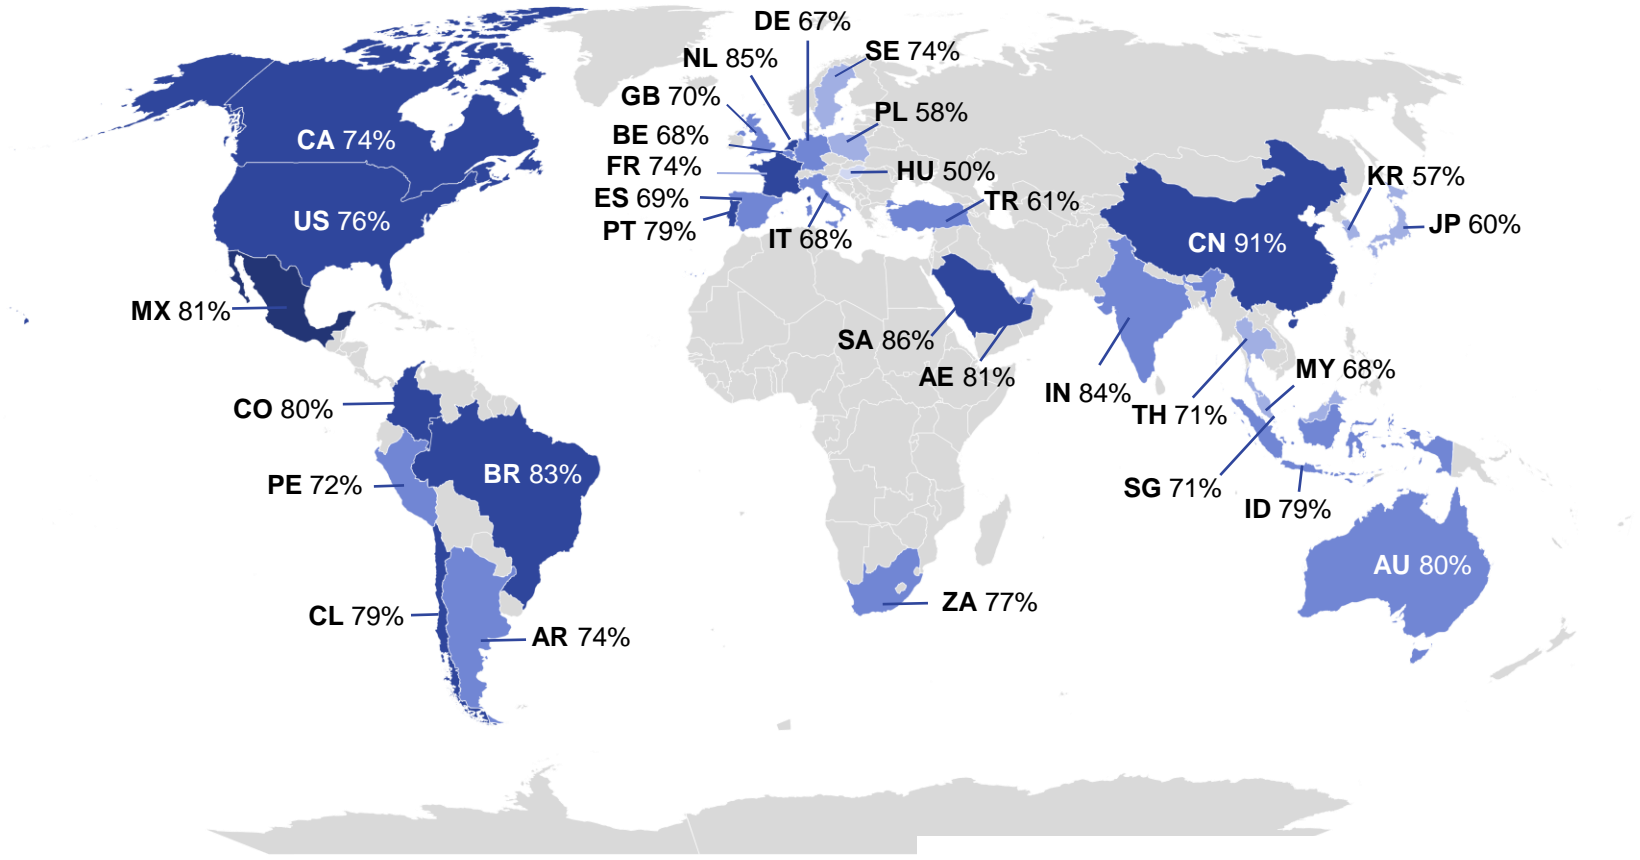 DE 67%
NL 85%
SE 74%
GB 70%
PL 58%
BE 68%
CA 74%
FR 74%
HU 50%
KR 57%
ES 69%
TR 61%
US 76%
PT 79%
IT 68%
JP 60%
CN 91%
MX 81%
SA 86%
AE 81%
MY 68%
IN 84%
CO 80%
TH 71%
BR 83%
PE 72%
SG 71%
ID 79%
AU 80%
ZA 77%
CL 79%
AR 74%